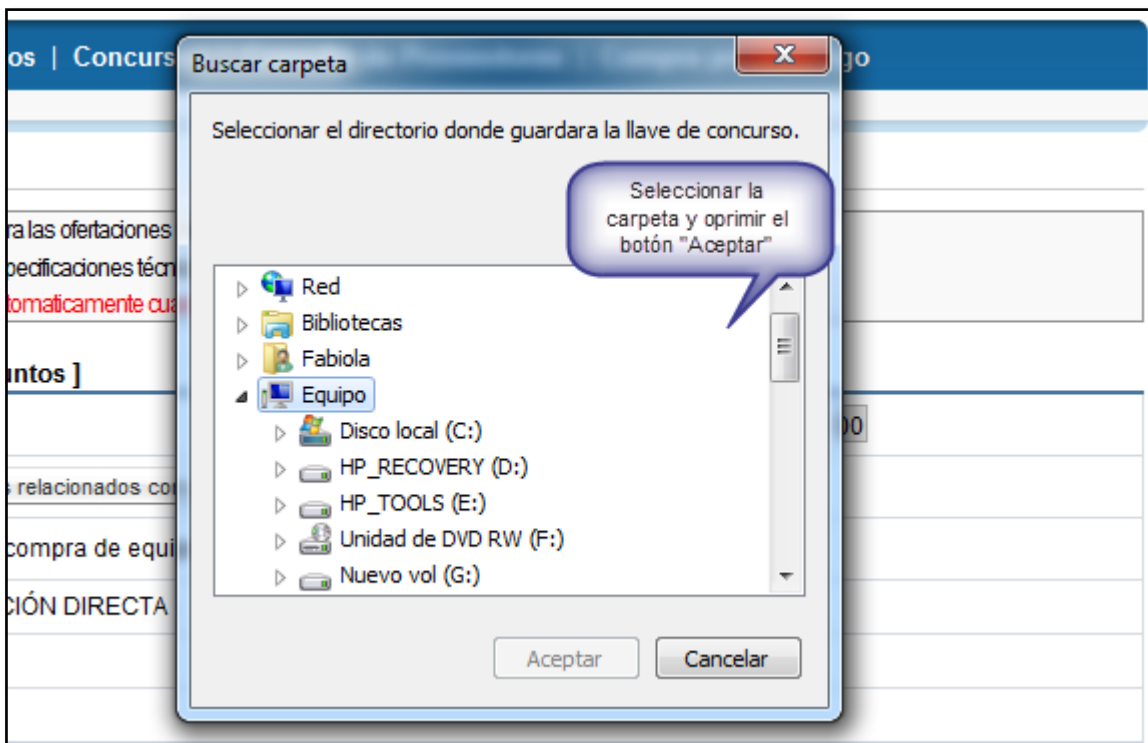 os | Concurs
go
Buscar carpeta
Seleccionar el directorio donde guardara la llave de concurso.
Seleccionar la
carpeta y oprimir el
botón "Aceptar"
ra las ofertaciones
pecificaciones técn
tomaticamente cua
untos ]
Red
Bibliotecas
Fabiola
Equipo
Disco local (C:)
HP_RECOVERY (D:)
HP_TOOLS (E:)
Unidad de DVD RW (F:)
Nuevo vol (G:)
00
s relacionados con
compra de equi
CIÓN DIRECTA
Aceptar
Cancelar